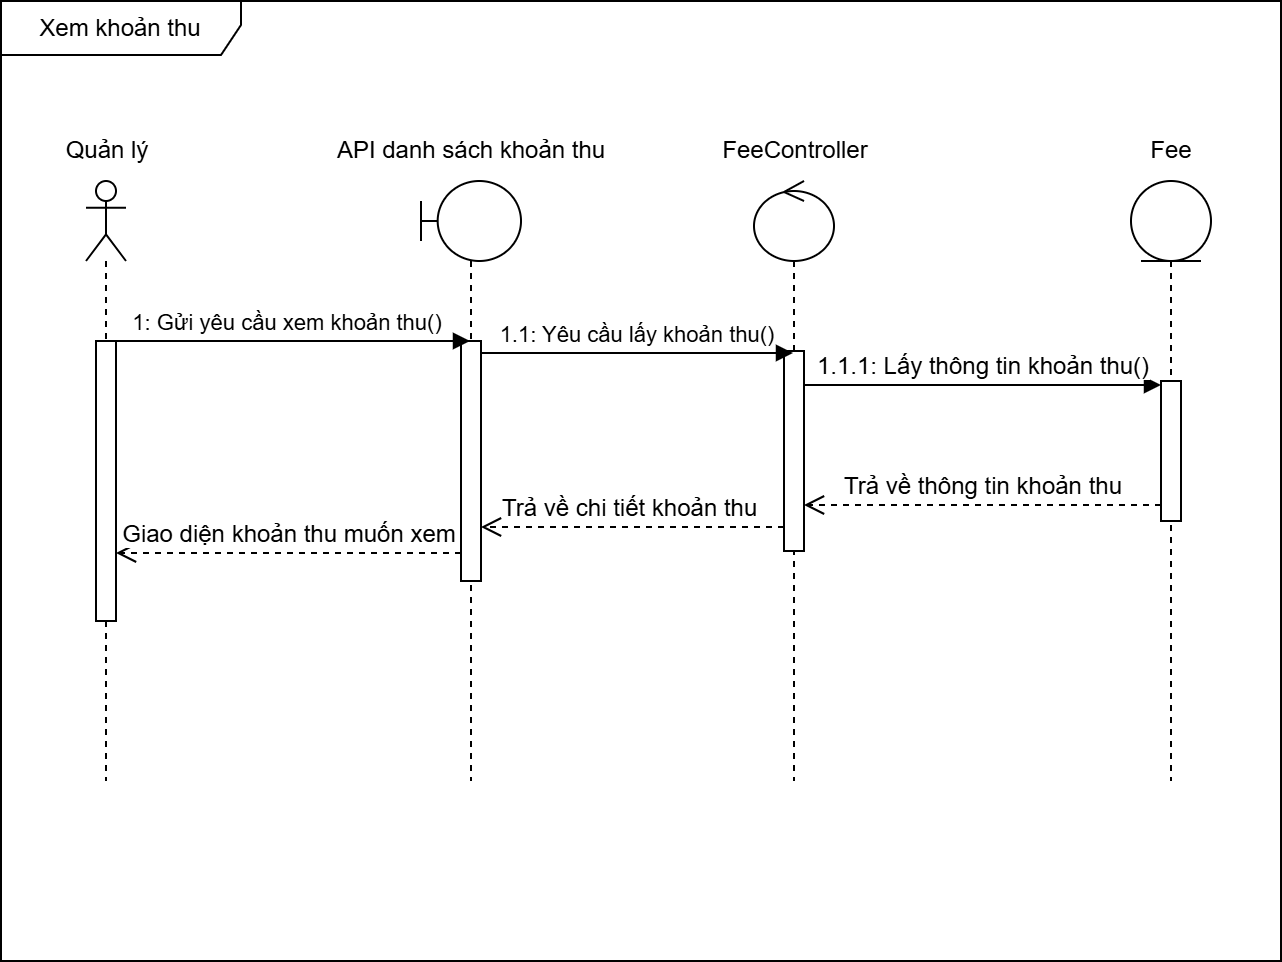 Xem khoản thu
Quản lý
API danh sách khoản thu
FeeController
Fee
1: Gửi yêu cầu xem khoản thu()
1.1: Yêu cầu lấy khoản thu()
1.1.1: Lấy thông tin khoản thu()
Trả về thông tin khoản thu
Trả về chi tiết khoản thu
Giao diện khoản thu muốn xem